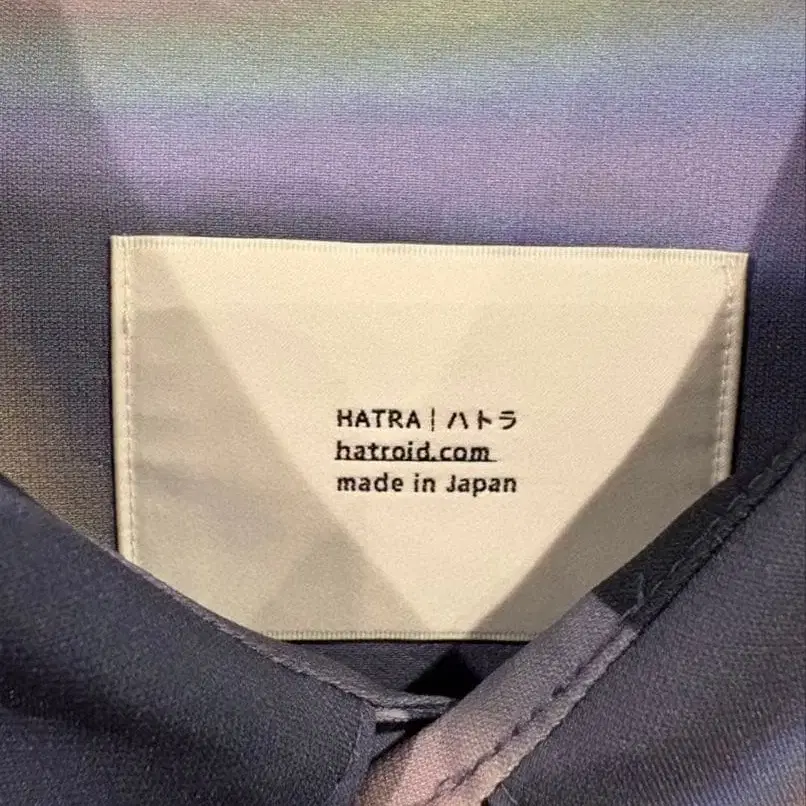 HATRA | ハトラ
hatroid.com
made in Japan